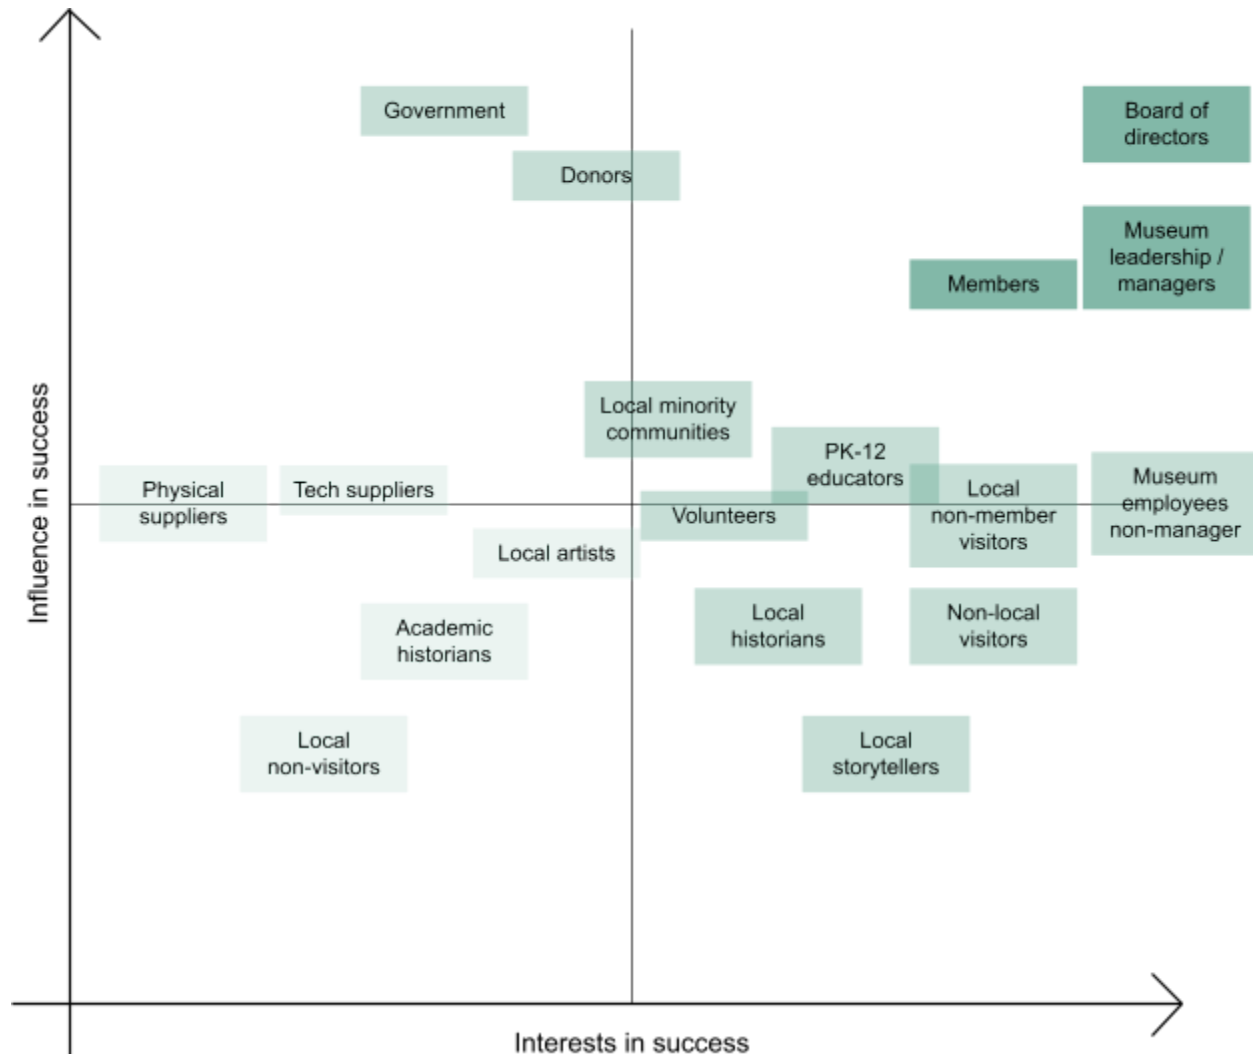 Government
Board of
directors
Donors
Museum
leadership /
managers
Members
Local minority
communities
PK-12
educators
Physical
suppliers
Tech suppliers
Volunteers
Local
non-member
visitors
Museum
employees
non-manager
Local artists
Academic
historians
Local
historians
Non-local
visitors
Local
non-visitors
Local
storytellers
Influence in success
Interests in success